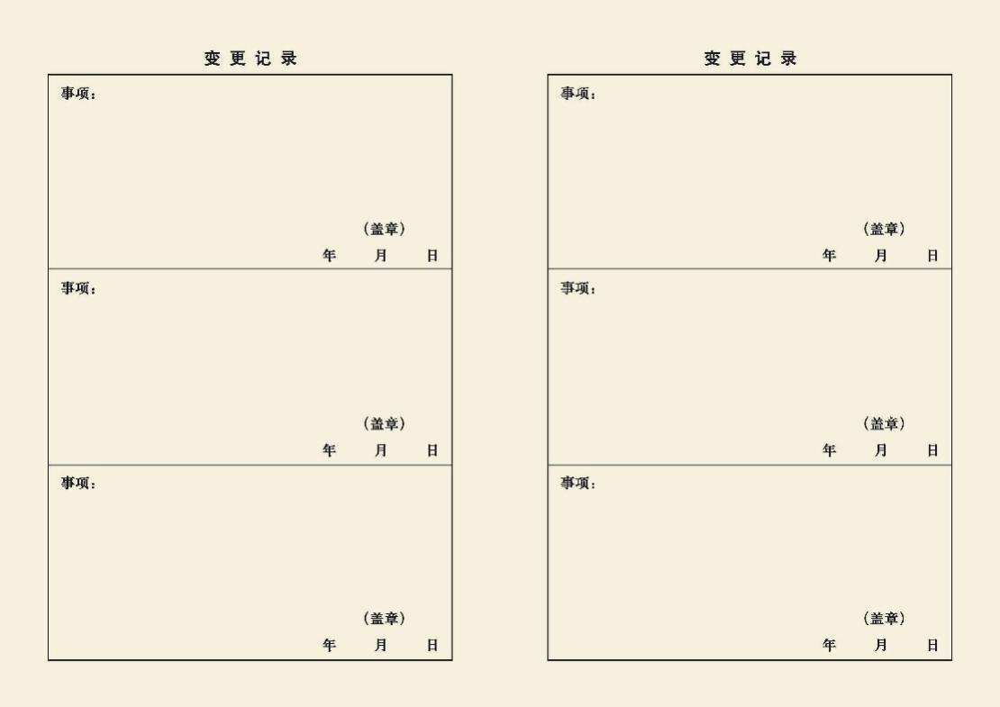 变更记录
事项：
（盖章）
年 月 日
事项：
（盖章）
年 月 日
事项：
（盖章）
年 月 日
变更记录
事项：
（盖章）
年 月 日
事项：
（盖章）
年 月 日
事项：
（盖章）
年 月 日